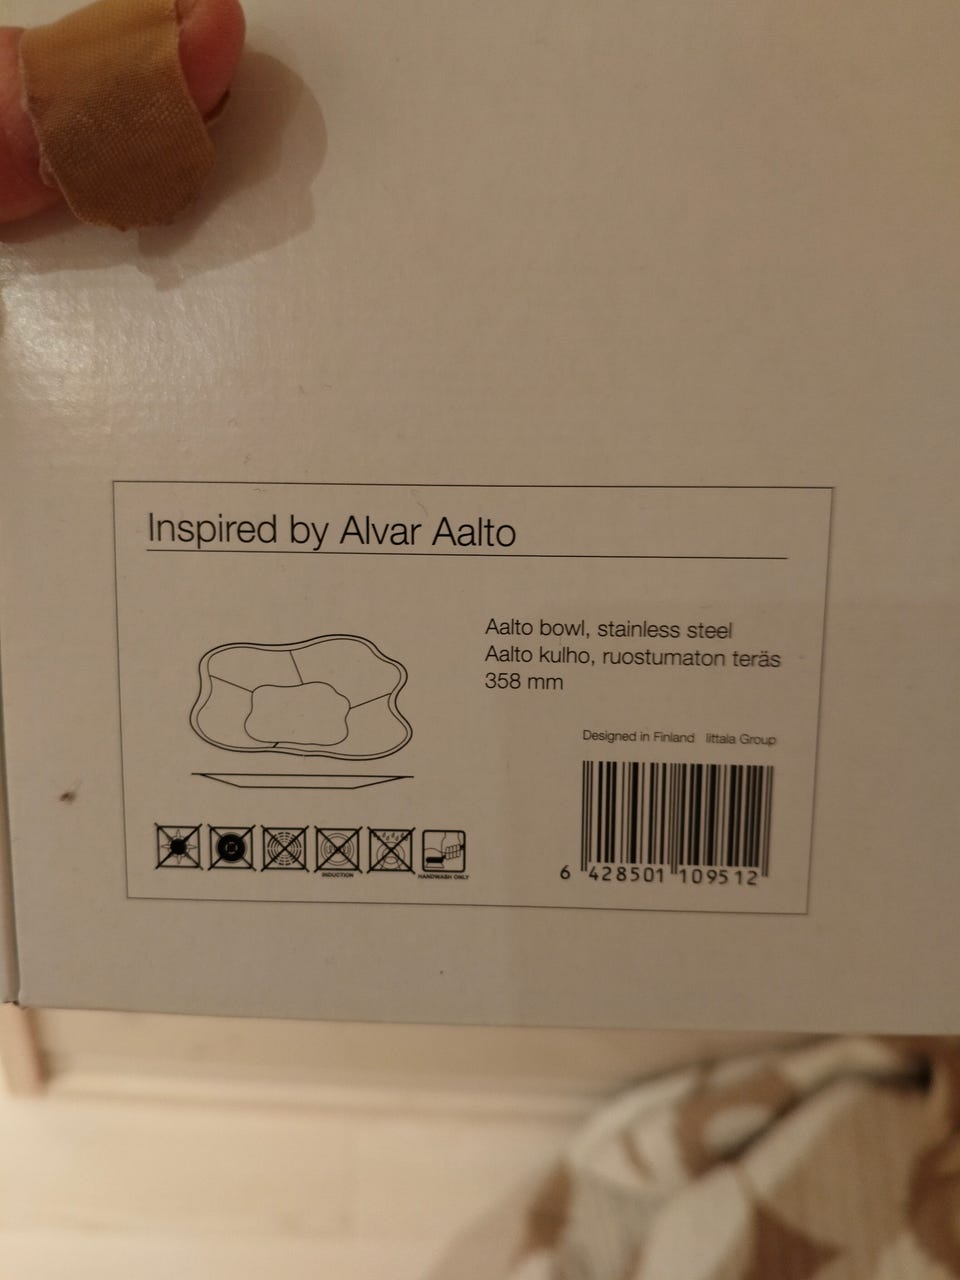 Inspired by Alvar Aalto
Aalto bowl, stainless steel
Aalto kulho, ruostumaton teräs
358 mm
Designed in Finland Iittala Group
INDUCTION
HANDWASH ONLY
6 428501 109512